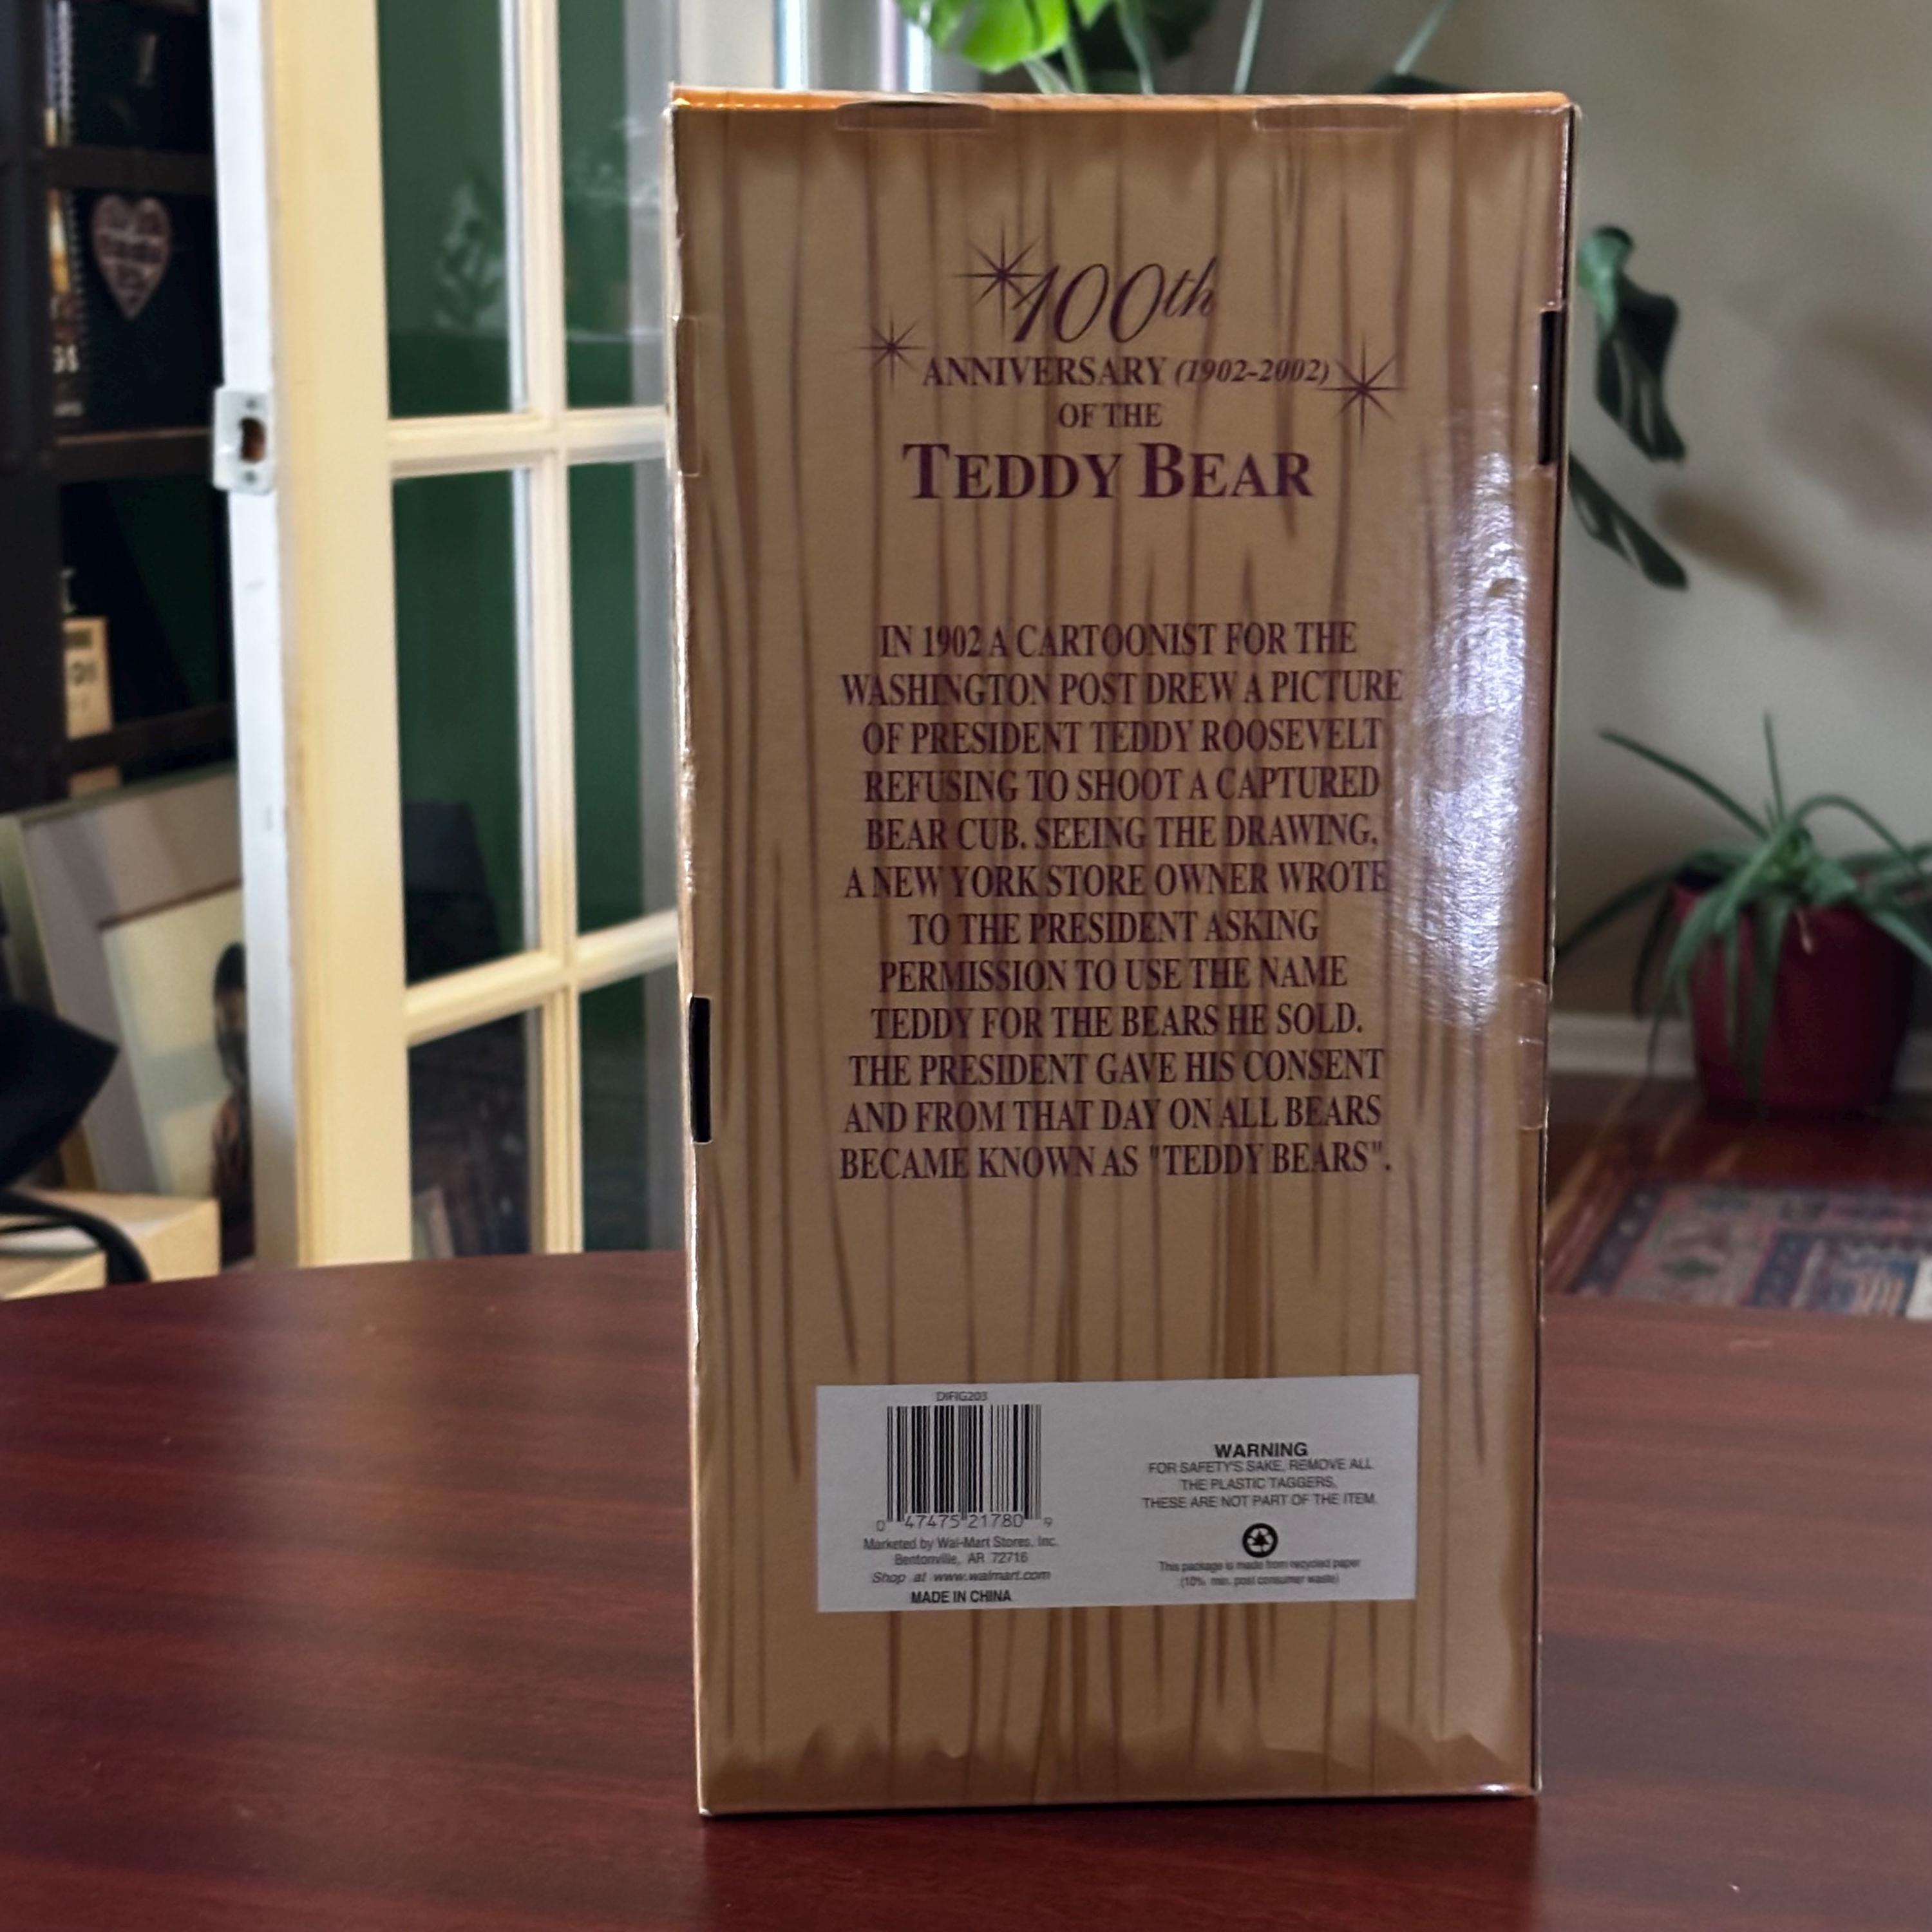 100th
ANNIVERSARY (1902-2002)
OF THE
TEDDY BEAR
IN 1902 A CARTOONIST FOR THE
WASHINGTON POST DREW A PICTURE
OF PRESIDENT TEDDY ROOSEVELT
REFUSING TO SHOOT A CAPTURED
BEAR CUB. SEEING THE DRAWING,
A NEW YORK STORE OWNER WROTE
TO THE PRESIDENT ASKING
PERMISSION TO USE THE NAME
TEDDY FOR THE BEARS HE SOLD.
THE PRESIDENT GAVE HIS CONSENT
AND FROM THAT DAY ON ALL BEARS
BECAME KNOWN AS "TEDDY BEARS".
DIFIG203
0 47475 21780 9
Marketed by Wal-Mart Stores, Inc.
Bentonville, AR 72716
Shop at www.walmart.com
MADE IN CHINA
WARNING
FOR SAFETY'S SAKE, REMOVE ALL
THE PLASTIC TAGGERS,
THESE ARE NOT PART OF THE ITEM.
This package is made from recycled paper
(10% min. post consumer waste)